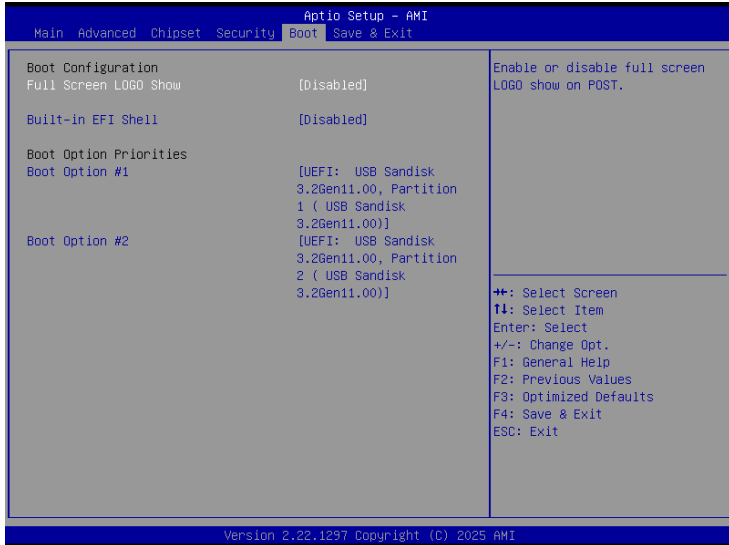 Aptio Setup – AMI
Main Advanced Chipset Security Boot Save & Exit
Boot Configuration
Full Screen LOGO Show [Disabled]
Built-in EFI Shell [Disabled]
Boot Option Priorities
Boot Option #1 [UEFI: USB Sandisk
3.2Gen11.00, Partition
1 ( USB Sandisk
3.2Gen11.00)]
Boot Option #2 [UEFI: USB Sandisk
3.2Gen11.00, Partition
2 ( USB Sandisk
3.2Gen11.00)]
Enable or disable full screen
LOGO show on POST.
→←: Select Screen
↑↓: Select Item
Enter: Select
+/-: Change Opt.
F1: General Help
F2: Previous Values
F3: Optimized Defaults
F4: Save & Exit
ESC: Exit
Version 2.22.1297 Copyright (C) 2025 AMI